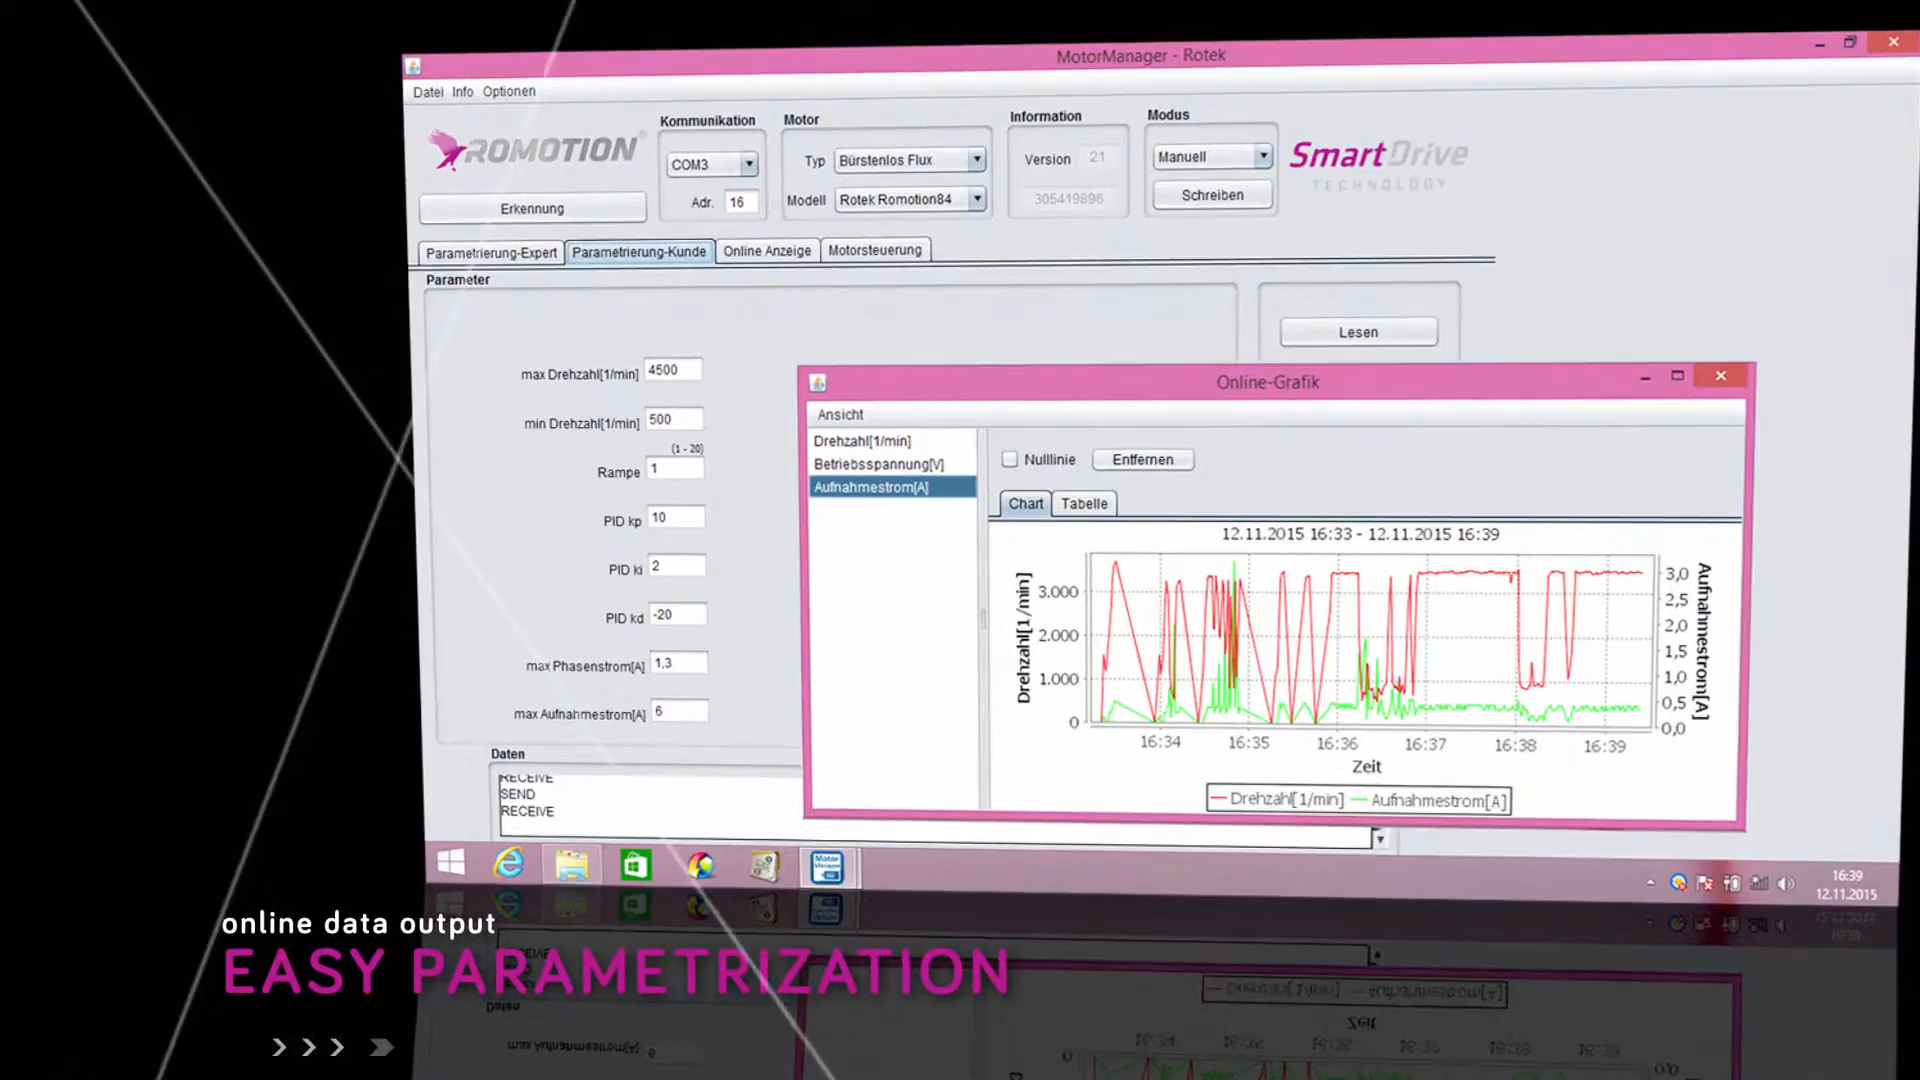 MotorManager - Rotek
Datei Info Optionen
ROMOTION®
Kommunikation
COM3
Adr. 16
Motor
Typ Bürstenlos Flux
Modell Rotek Romotion84
Information
Version 21
305419896
Modus
Manuell
Schreiben
SmartDrive
TECHNOLOGY
Erkennung
Parametrierung-Expert Parametrierung-Kunde Online Anzeige Motorsteuerung
Parameter
Lesen
max Drehzahl[1/min] 4500
min Drehzahl[1/min] 500
(1 - 20)
Rampe 1
PID kp 10
PID ki 2
PID kd -20
max Phasenstrom[A] 1,3
max Aufnahmestrom[A] 6
Daten
RECEIVE
SEND
RECEIVE
Online-Grafik
Ansicht
Drehzahl[1/min]
Betriebsspannung[V]
Aufnahmestrom[A]
Nulllinie Entfernen
Chart Tabelle
12.11.2015 16:33 - 12.11.2015 16:39
Drehzahl[1/min]
3.000
2.000
1.000
0
3,0
2,5
2,0
1,5
1,0
0,5
0,0
Aufnahmestrom[A]
16:34 16:35 16:36 16:37 16:38 16:39
Zeit
Drehzahl[1/min] Aufnahmestrom[A]
Motor
Manager
16:39
12.11.2015
online data output
EASY PARAMETRIZATION